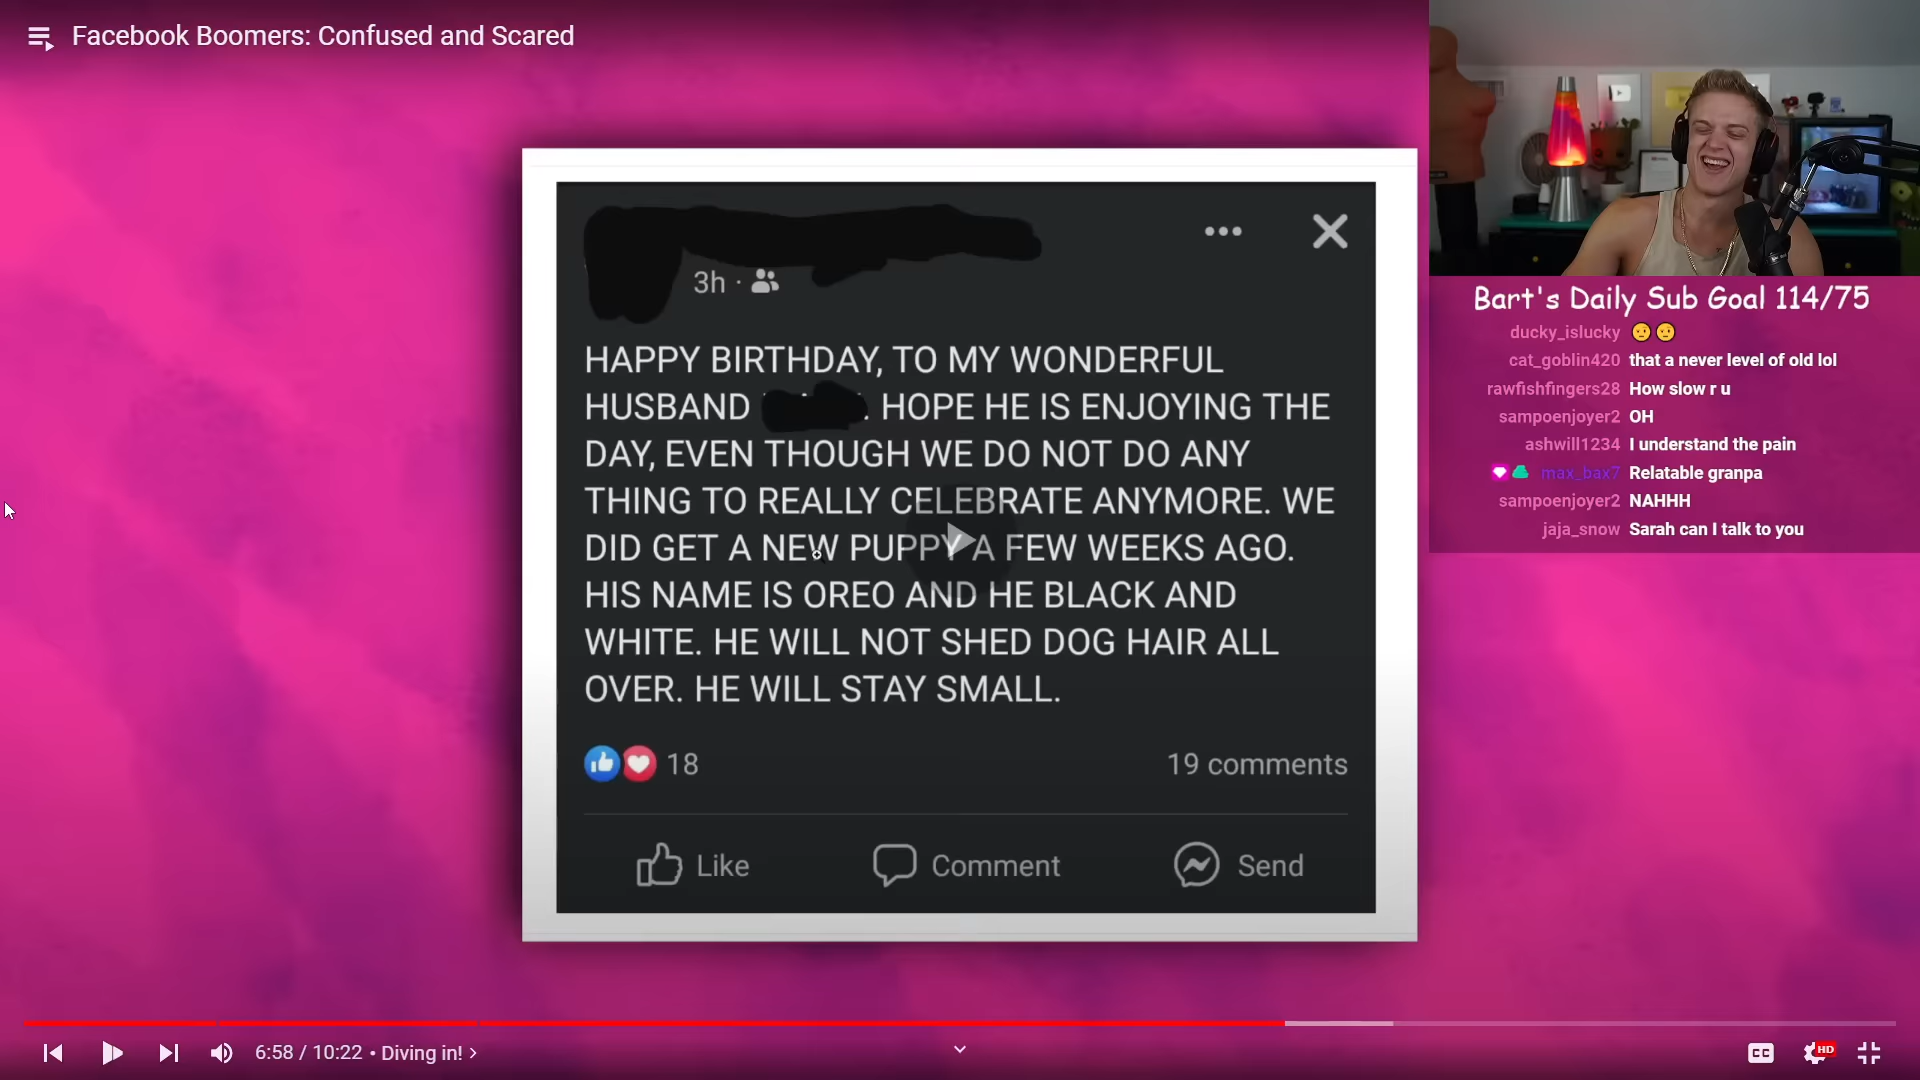 Facebook Boomers: Confused and Scared
3h ·
HAPPY BIRTHDAY, TO MY WONDERFUL
HUSBAND . HOPE HE IS ENJOYING THE
DAY, EVEN THOUGH WE DO NOT DO ANY
THING TO REALLY CELEBRATE ANYMORE. WE
DID GET A NEW PUPPY A FEW WEEKS AGO.
HIS NAME IS OREO AND HE BLACK AND
WHITE. HE WILL NOT SHED DOG HAIR ALL
OVER. HE WILL STAY SMALL.
18
19 comments
Like
Comment
Send
Bart's Daily Sub Goal 114/75
ducky_islucky
cat_goblin420 that a never level of old lol
rawfishfingers28 How slow r u
sampoenjoyer2 OH
ashwill1234 I understand the pain
max_bax7 Relatable granpa
sampoenjoyer2 NAHHH
jaja_snow Sarah can I talk to you
6:58 / 10:22 • Diving in! >
CC
HD